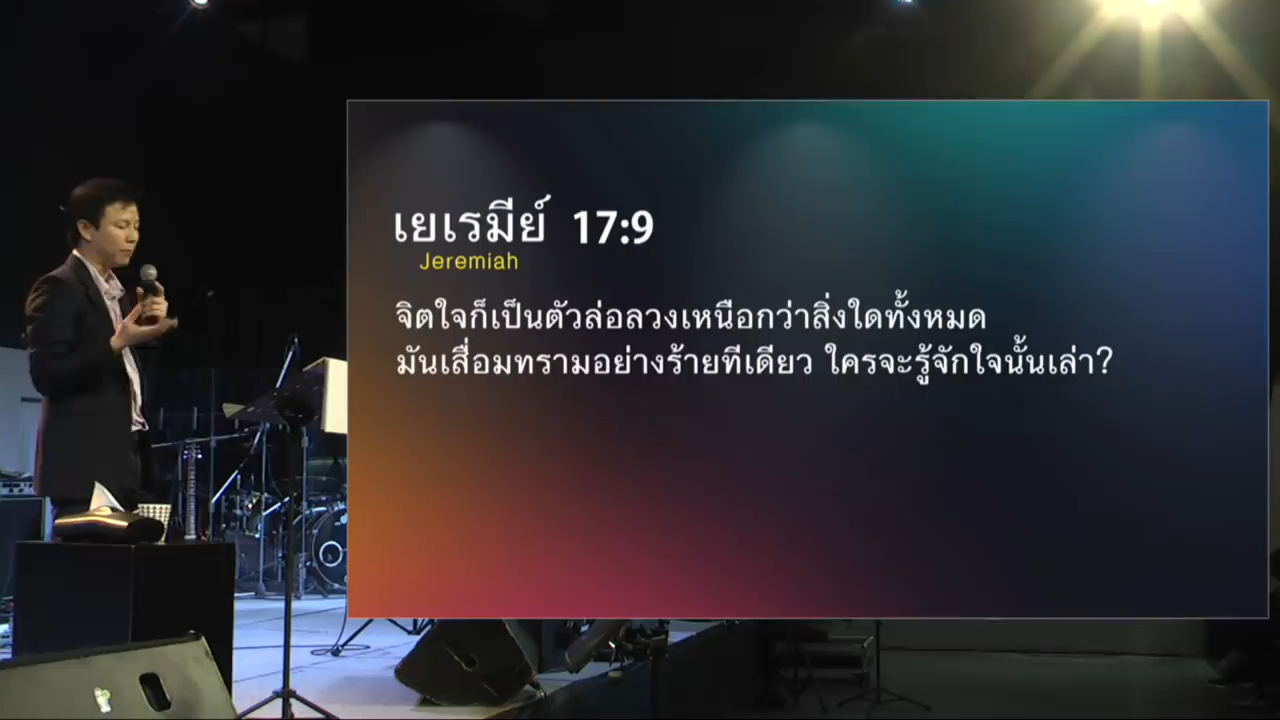 เยเรมีย์ 17:9
Jeremiah
จิตใจก็เป็นตัวล่อลวงเหนือกว่าสิ่งใดทั้งหมด
มันเสื่อมทรามอย่างร้ายทีเดียว ใครจะรู้จักใจนั้นเล่า?